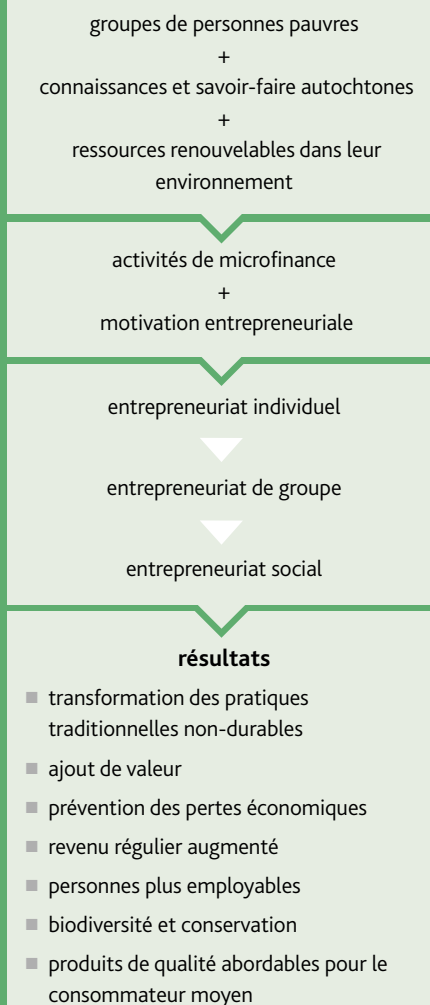 groupes de personnes pauvres
+
connaissances et savoir-faire autochtones
+
ressources renouvelables dans leur
environnement
activités de microfinance
+
motivation entrepreneuriale
entrepreneuriat individuel
entrepreneuriat de groupe
entrepreneuriat social
résultats
■ transformation des pratiques
traditionnelles non-durables
■ ajout de valeur
■ prévention des pertes économiques
■ revenu régulier augmenté
■ personnes plus employables
■ biodiversité et conservation
■ produits de qualité abordables pour le
consommateur moyen